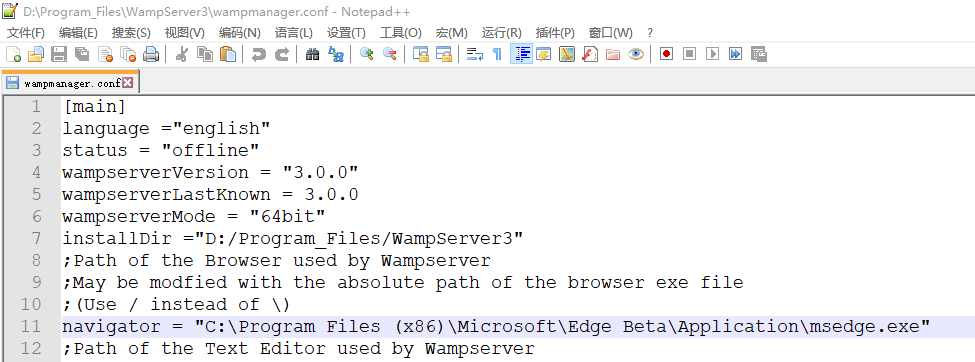 D:\Program_Files\WampServer3\wampmanager.conf - Notepad++
文件(F) 编辑(E) 搜索(S) 视图(V) 编码(N) 语言(L) 设置(T) 工具(O) 宏(M) 运行(R) 插件(P) 窗口(W) ?
wampmanager.conf
1 [main]
2 language ="english"
3 status = "offline"
4 wampserverVersion = "3.0.0"
5 wampserverLastKnown = 3.0.0
6 wampserverMode = "64bit"
7 installDir ="D:/Program_Files/WampServer3"
8 ;Path of the Browser used by Wampserver
9 ;May be modfied with the absolute path of the browser exe file
10 ;(Use / instead of \)
11 navigator = "C:\Program Files (x86)\Microsoft\Edge Beta\Application\msedge.exe"
12 ;Path of the Text Editor used by Wampserver